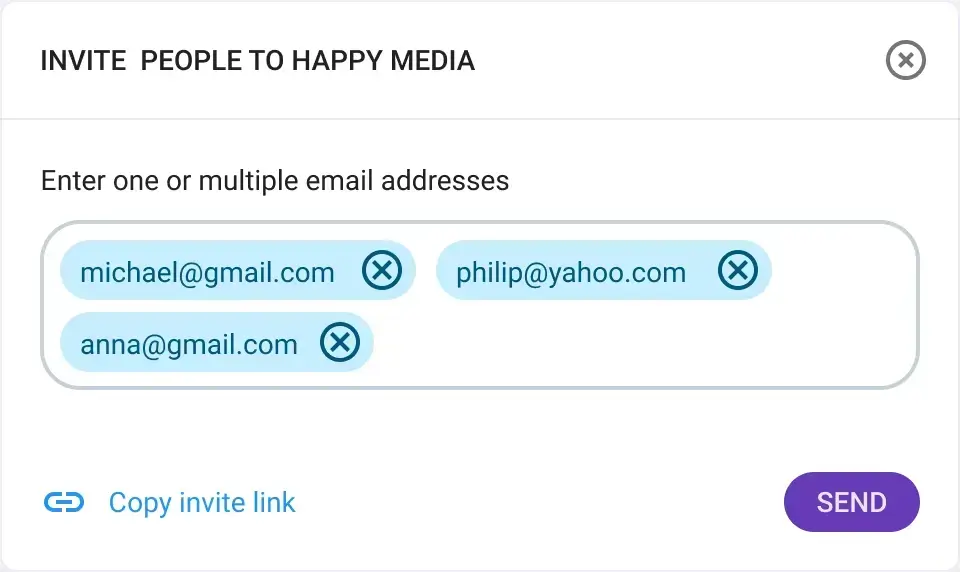 INVITE  PEOPLE TO HAPPY MEDIA
Enter one or multiple email addresses
michael@gmail.com philip@yahoo.com
anna@gmail.com
Copy invite link SEND